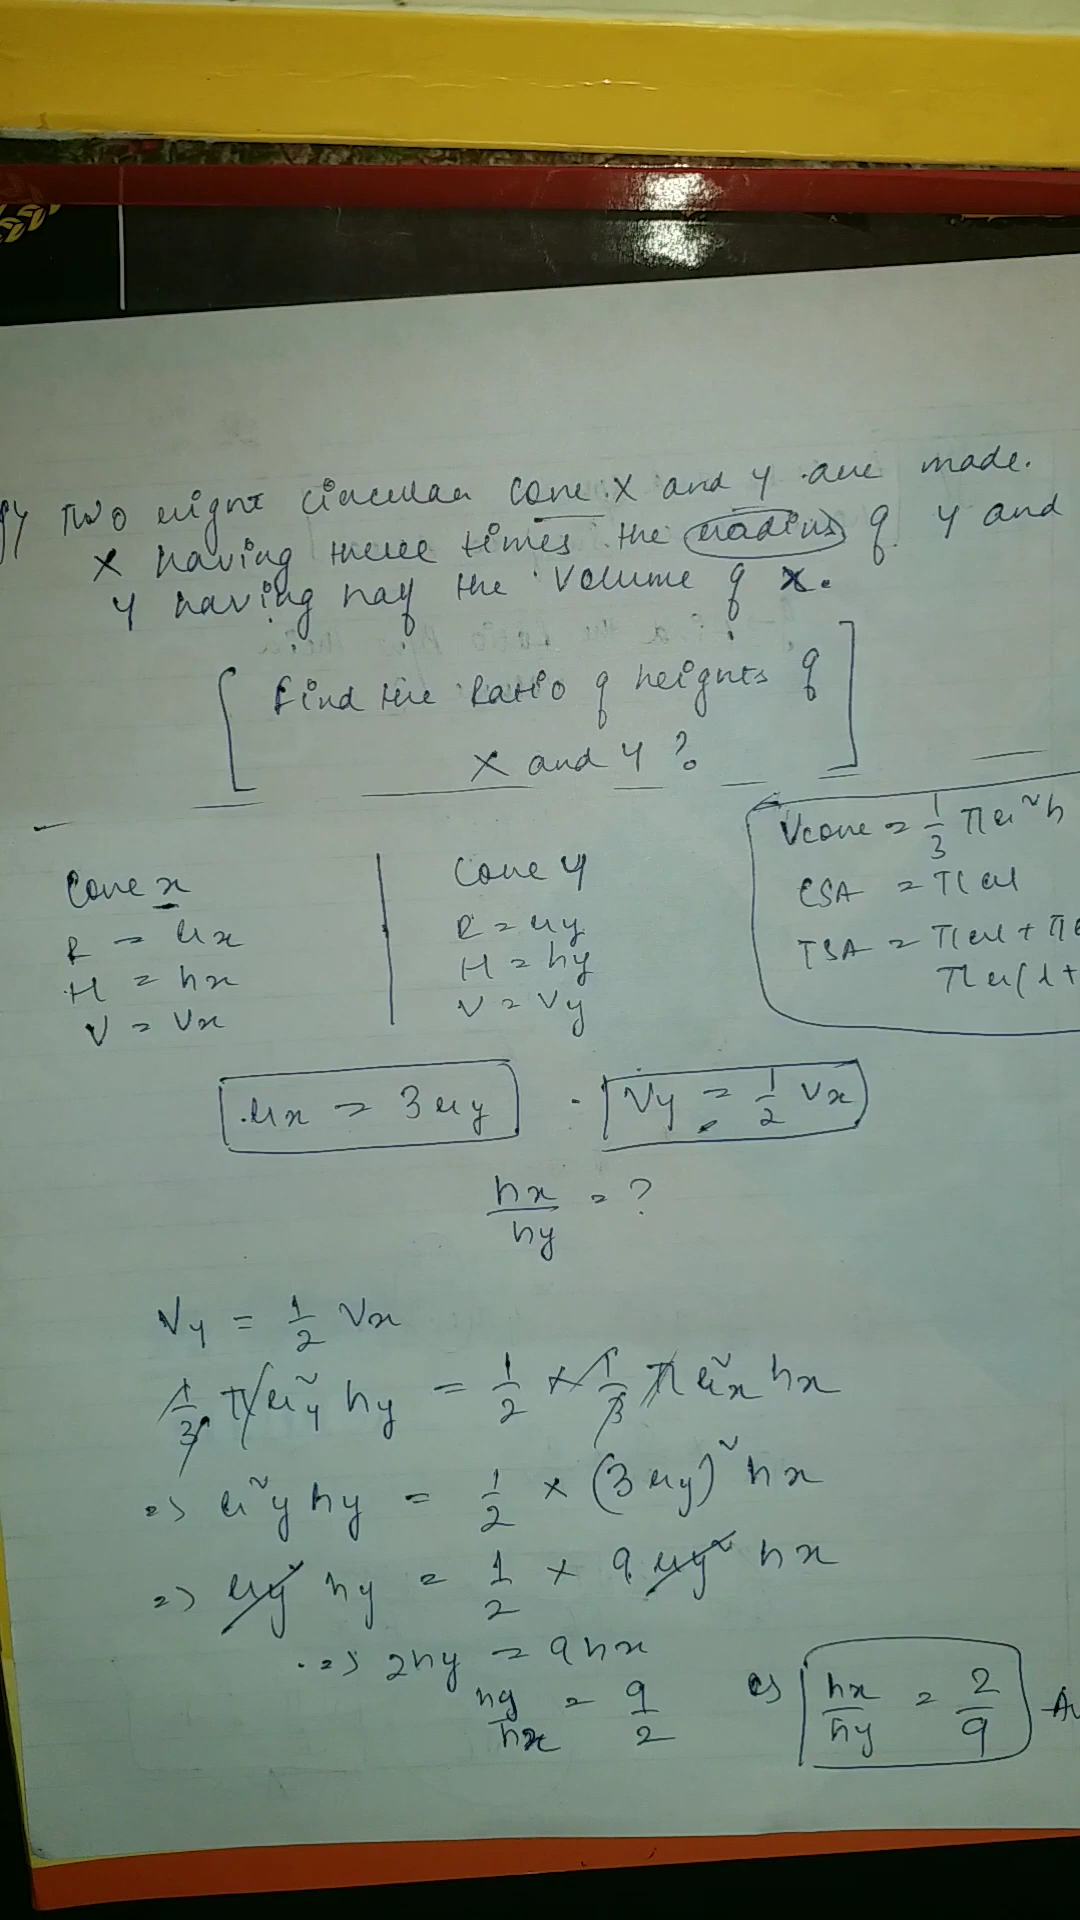 Two right circular cone X and Y are made.
X having three times the radius of Y and
Y having half the volume of X.
[Find the Ratio of heights of
X and Y ?]
Vcone = 1/3 πr²h
CSA = πrl
TSA = πrl + π
πr(l+
Cone x
R = rx
H = hx
V = Vx
Cone Y
R = ry
H = hy
V = Vy
rx = 3ry
Vy = 1/2 Vx
hx/hy = ?
Vy = 1/2 Vx
1/3 πr²y hy = 1/2 × 1/3 πr²x hx
=> r²y hy = 1/2 × (3ry)² hx
=> ry² hy = 1/2 × 9 ry² hx
=> 2hy = 9hx
hy/hx = 9/2
=> hx/hy = 2/9